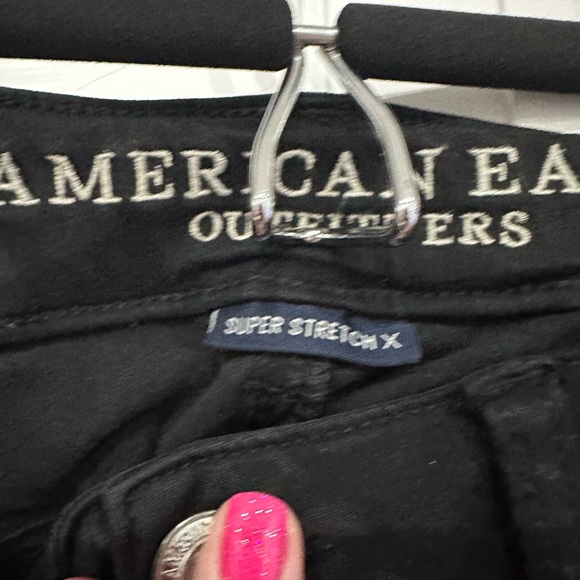 AMERICAN EA
OUTFITTERS
SUPER STRETCH X